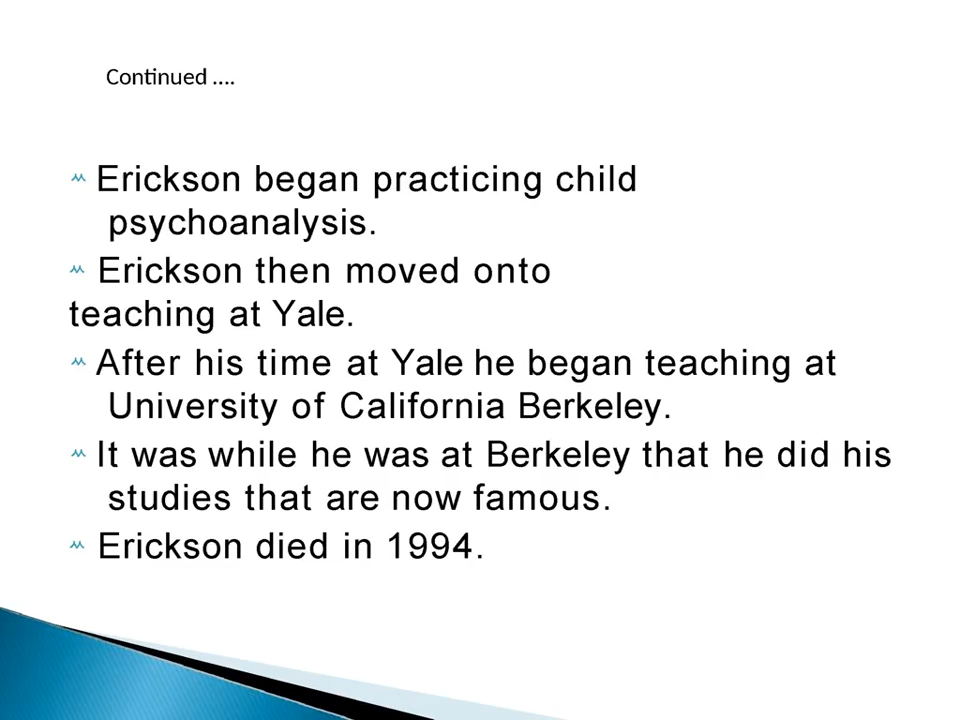 Continued ....
Erickson began practicing child
psychoanalysis.
Erickson then moved onto
teaching at Yale.
After his time at Yale he began teaching at
University of California Berkeley.
It was while he was at Berkeley that he did his
studies that are now famous.
Erickson died in 1994.